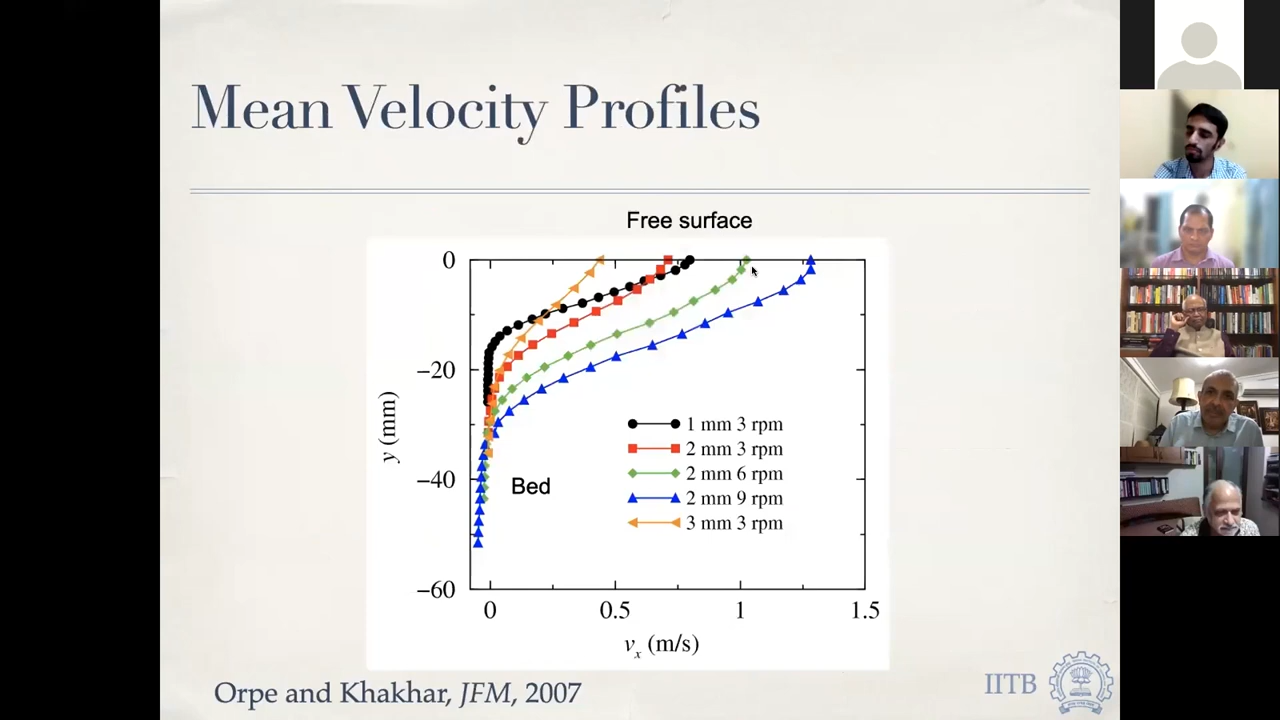 Mean Velocity Profiles
Free surface
0
−20
−40
−60
y (mm)
Bed
1 mm 3 rpm
2 mm 3 rpm
2 mm 6 rpm
2 mm 9 rpm
3 mm 3 rpm
0 0.5 1 1.5
vx (m/s)
Orpe and Khakhar, JFM, 2007
IITB